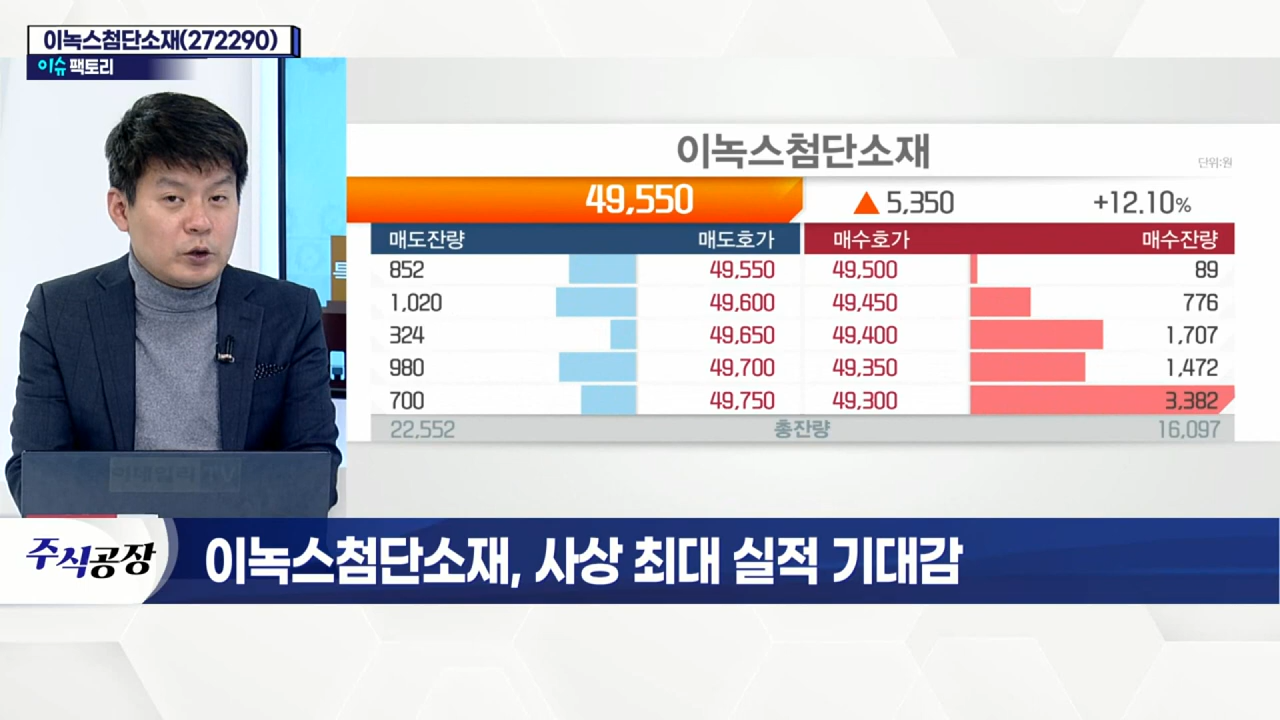 이녹스첨단소재(272290)
이슈 팩토리
이녹스첨단소재
단위:원
49,550 ▲ 5,350 +12.10%
매도잔량 매도호가 매수호가 매수잔량
852 49,550 49,500 89
1,020 49,600 49,450 776
324 49,650 49,400 1,707
980 49,700 49,350 1,472
700 49,750 49,300 3,382
22,552 총잔량 16,097
이데일리 TV
주식공장
이녹스첨단소재, 사상 최대 실적 기대감